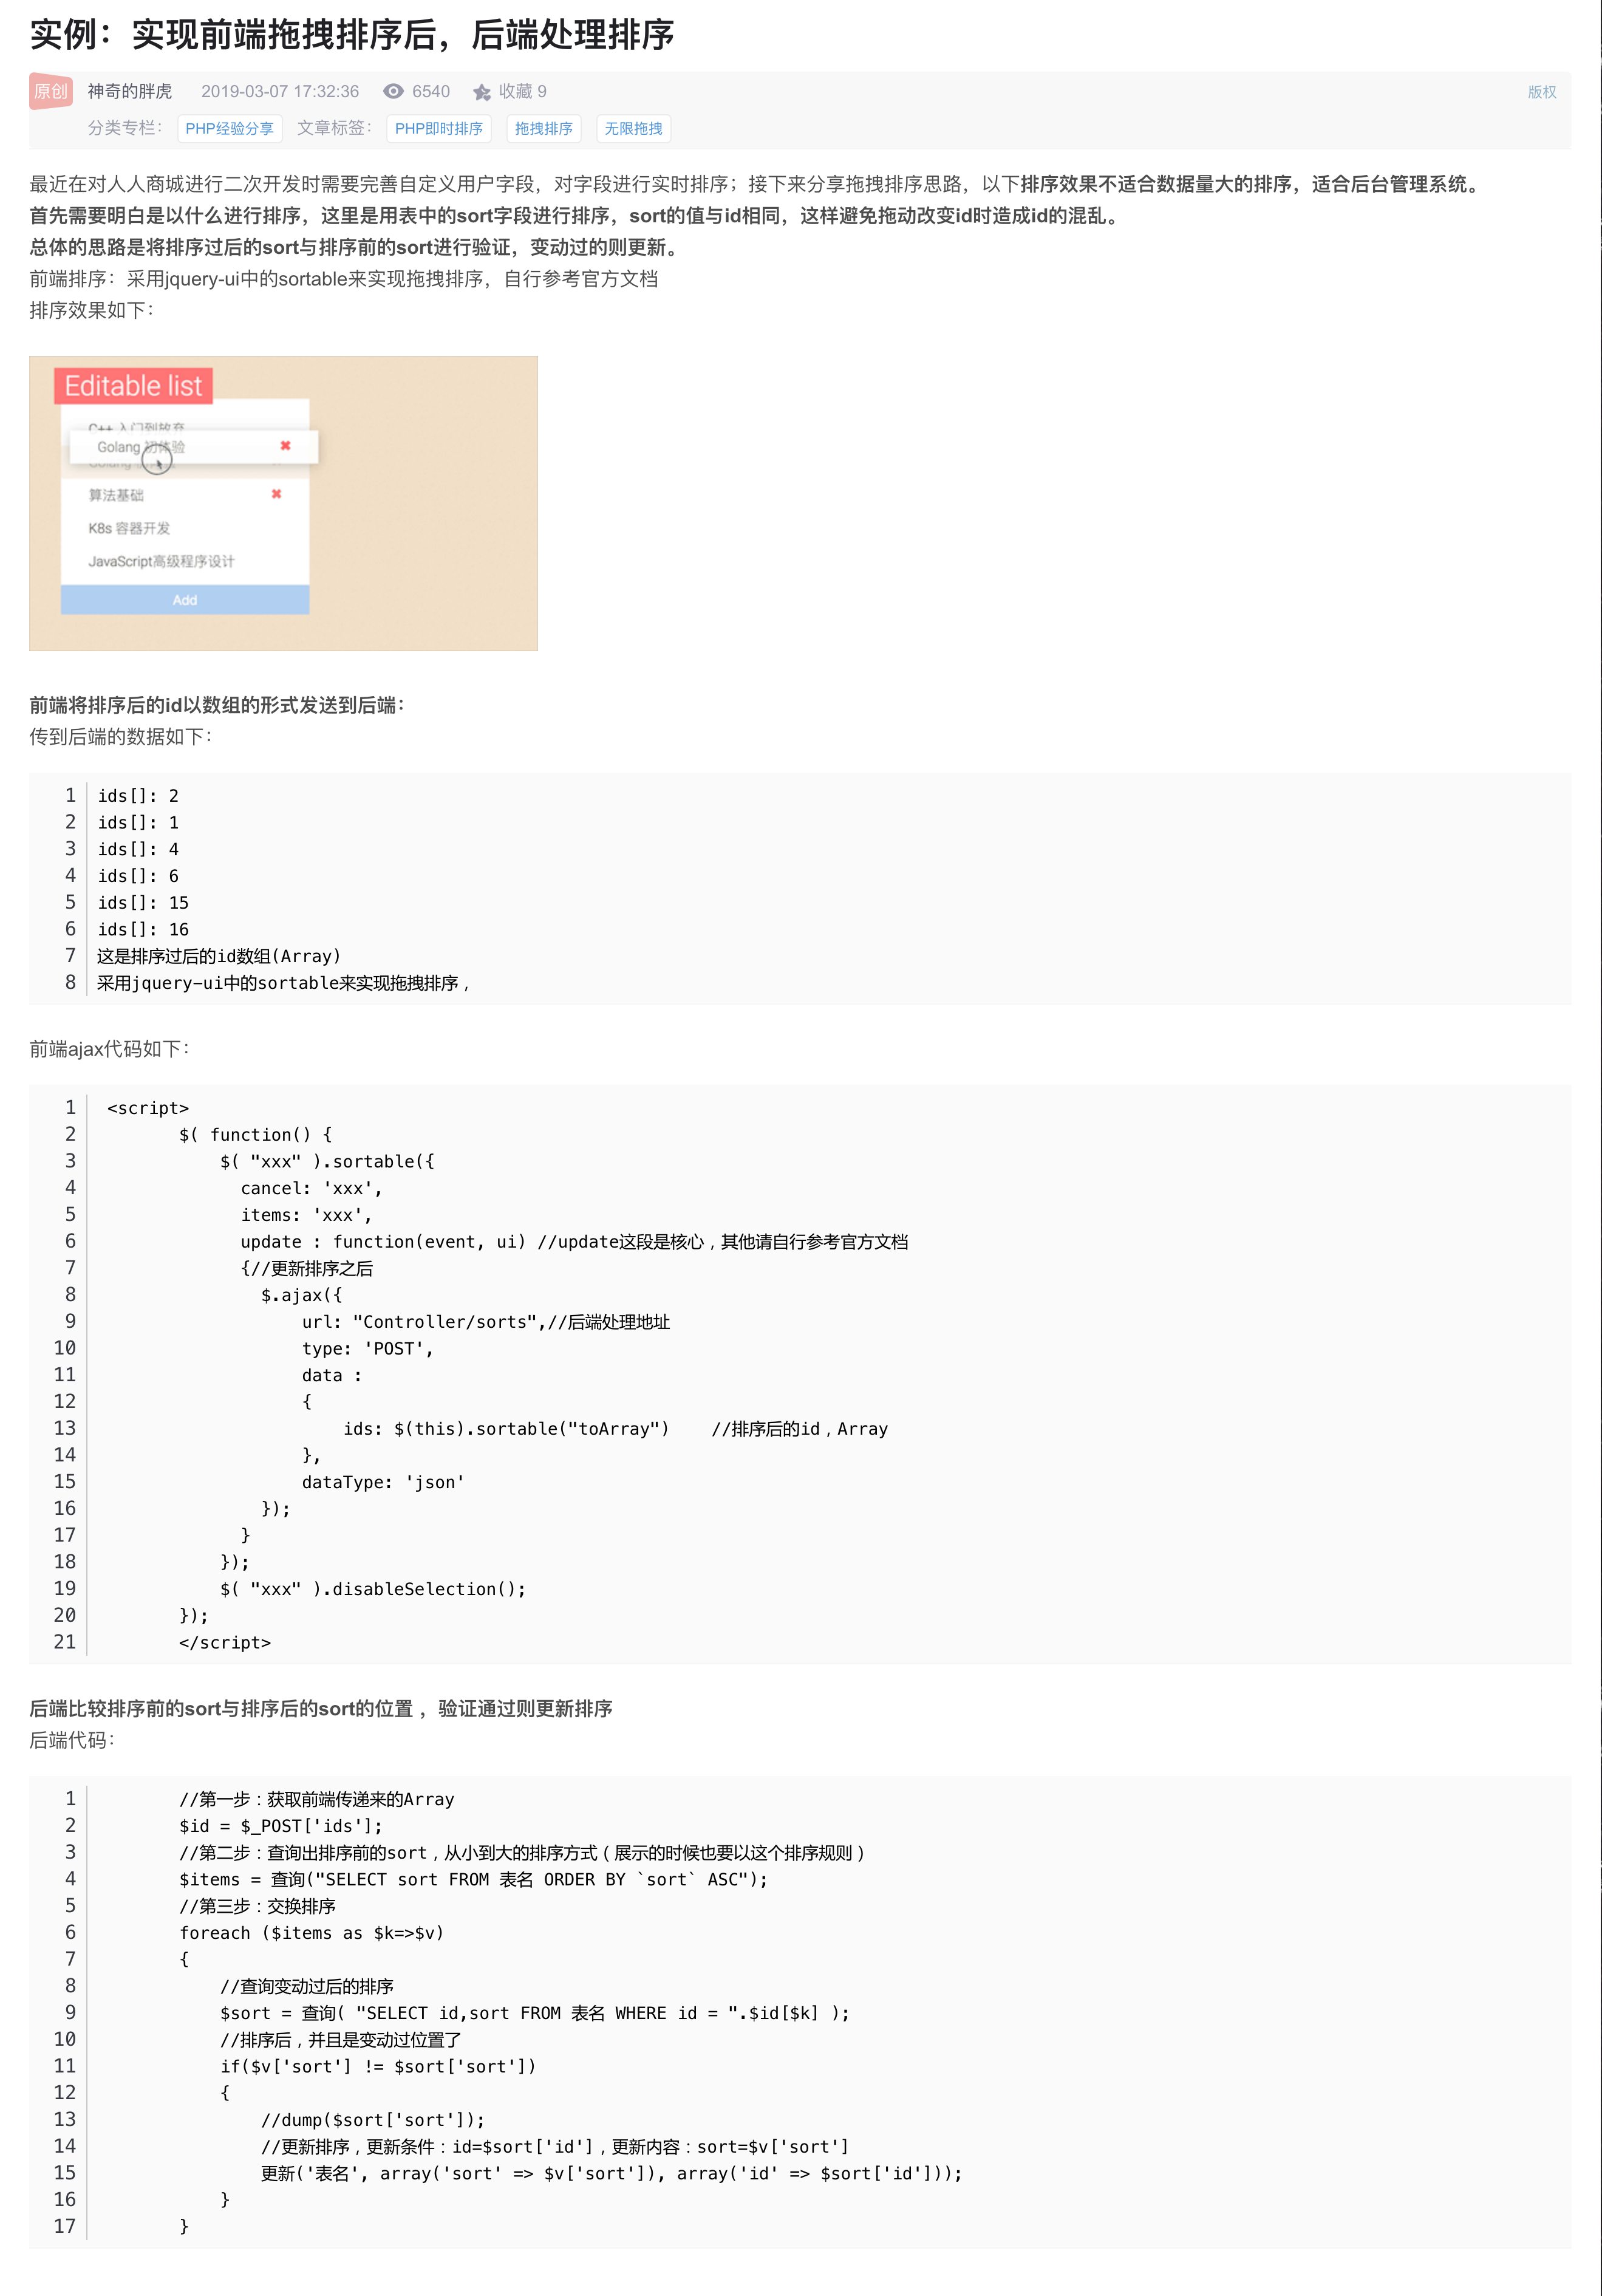 实例：实现前端拖拽排序后，后端处理排序
原创 神奇的胖虎 2019-03-07 17:32:36 6540 收藏 9 版权
分类专栏： PHP经验分享 文章标签： PHP即时排序 拖拽排序 无限拖拽
最近在对人人商城进行二次开发时需要完善自定义用户字段，对字段进行实时排序；接下来分享拖拽排序思路，以下排序效果不适合数据量大的排序，适合后台管理系统。
首先需要明白是以什么进行排序，这里是用表中的sort字段进行排序，sort的值与id相同，这样避免拖动改变id时造成id的混乱。
总体的思路是将排序过后的sort与排序前的sort进行验证，变动过的则更新。
前端排序：采用jquery-ui中的sortable来实现拖拽排序，自行参考官方文档
排序效果如下：
Editable list
C++ 入门到放弃
Golang 初体验 ✖
算法基础 ✖
K8s 容器开发
JavaScript高级程序设计
Add
前端将排序后的id以数组的形式发送到后端：
传到后端的数据如下：
1 ids[]: 2
2 ids[]: 1
3 ids[]: 4
4 ids[]: 6
5 ids[]: 15
6 ids[]: 16
7 这是排序过后的id数组(Array)
8 采用jquery-ui中的sortable来实现拖拽排序，
前端ajax代码如下：
1 <script>
2 $( function() {
3 $( "xxx" ).sortable({
4 cancel: 'xxx',
5 items: 'xxx',
6 update : function(event, ui) //update这段是核心，其他请自行参考官方文档
7 {//更新排序之后
8 $.ajax({
9 url: "Controller/sorts",//后端处理地址
10 type: 'POST',
11 data :
12 {
13 ids: $(this).sortable("toArray") //排序后的id，Array
14 },
15 dataType: 'json'
16 });
17 }
18 });
19 $( "xxx" ).disableSelection();
20 });
21 </script>
后端比较排序前的sort与排序后的sort的位置 ，验证通过则更新排序
后端代码：
1 //第一步：获取前端传递来的Array
2 $id = $_POST['ids'];
3 //第二步：查询出排序前的sort，从小到大的排序方式（展示的时候也要以这个排序规则）
4 $items = 查询("SELECT sort FROM 表名 ORDER BY `sort` ASC");
5 //第三步：交换排序
6 foreach ($items as $k=>$v)
7 {
8 //查询变动过后的排序
9 $sort = 查询( "SELECT id,sort FROM 表名 WHERE id = ".$id[$k] );
10 //排序后，并且是变动过位置了
11 if($v['sort'] != $sort['sort'])
12 {
13 //dump($sort['sort']);
14 //更新排序，更新条件：id=$sort['id']，更新内容：sort=$v['sort']
15 更新('表名', array('sort' => $v['sort']), array('id' => $sort['id']));
16 }
17 }